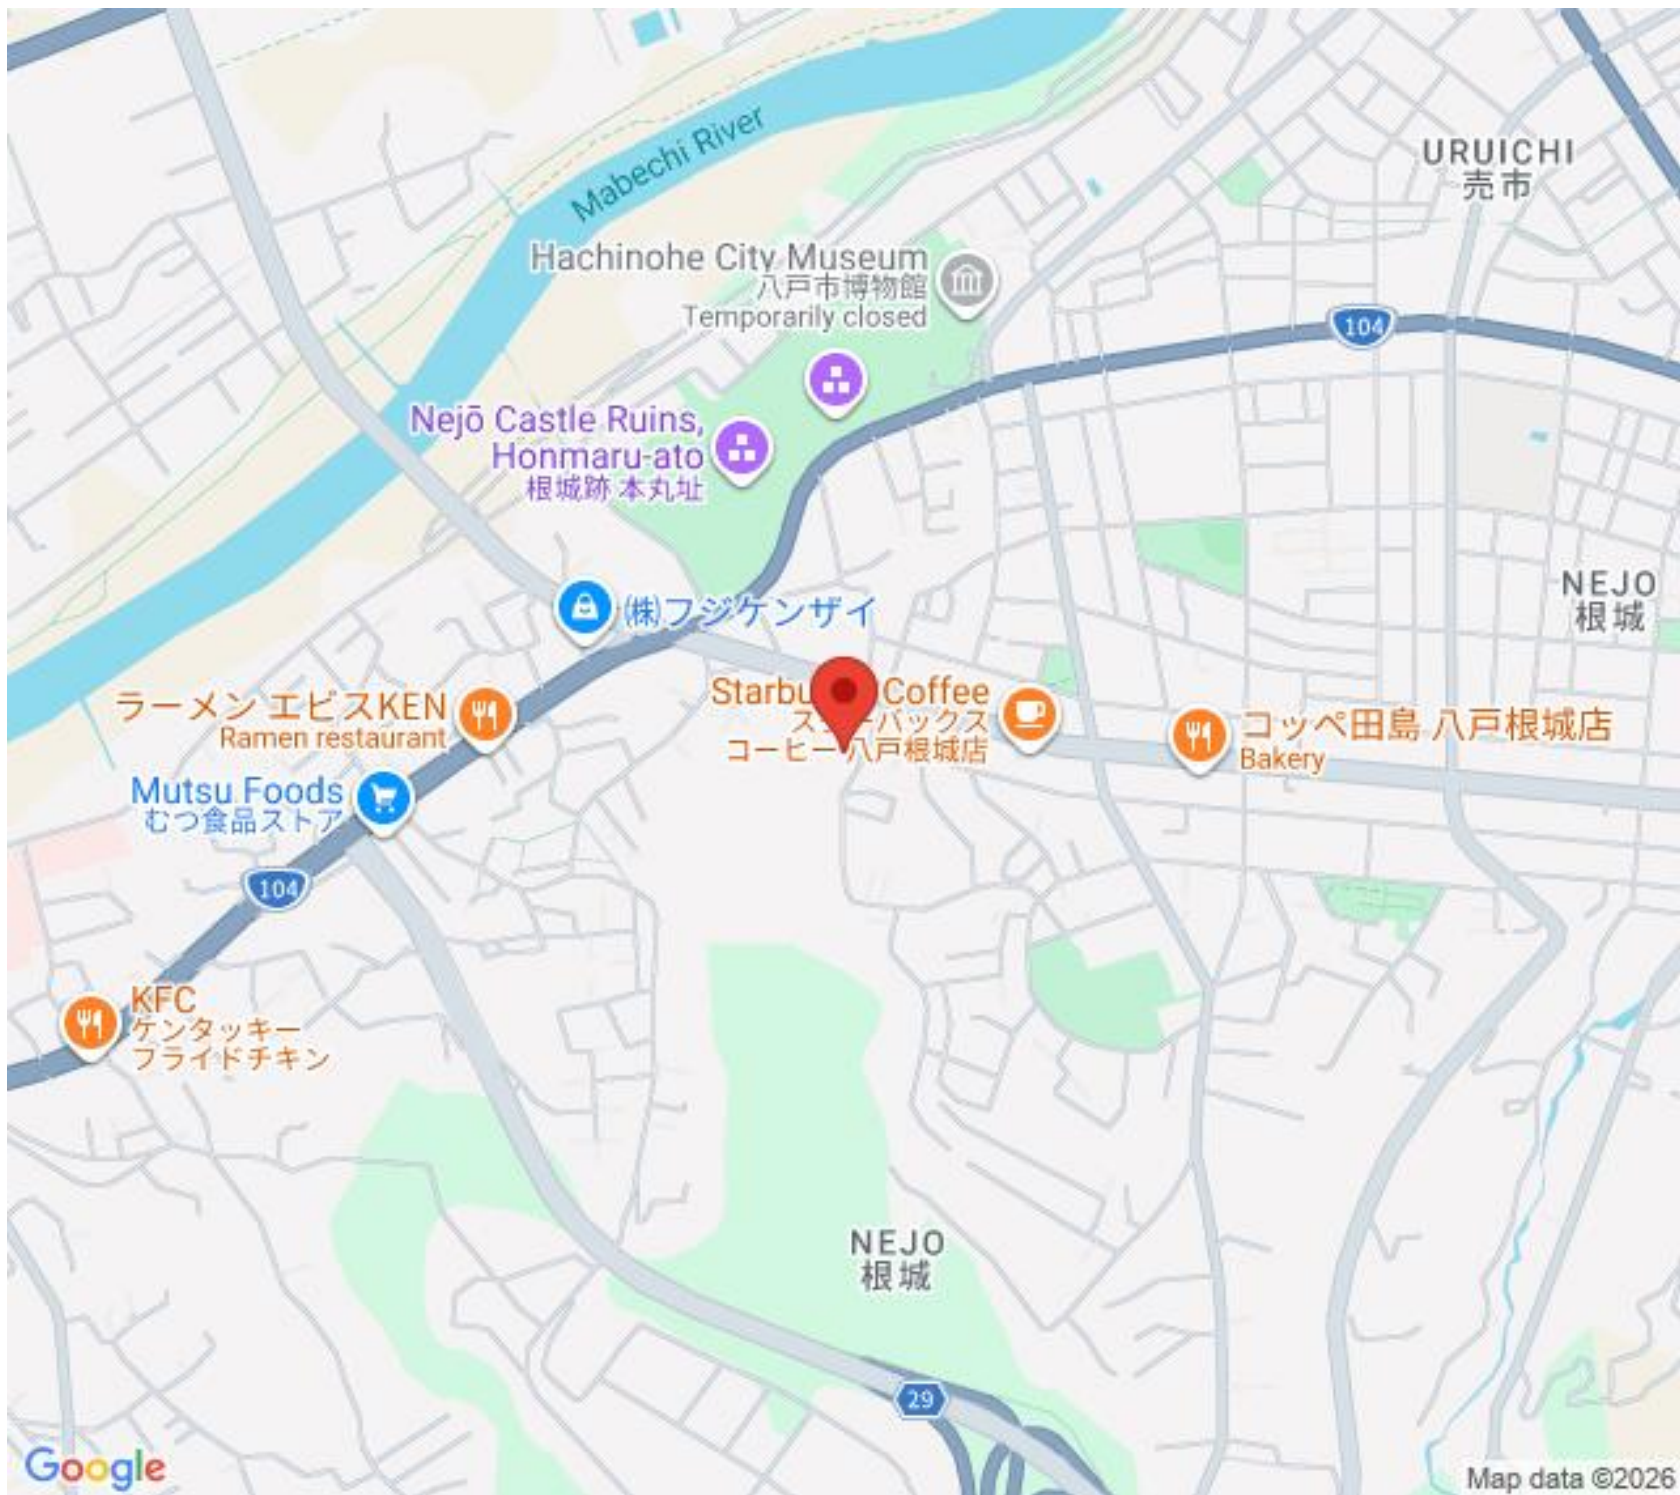 Mabechi River
URUICHI
売市
Hachinohe City Museum
八戸市博物館
Temporarily closed
104
Nejō Castle Ruins,
Honmaru-ato
根城跡 本丸址
NEJO
根城
㈱フジケンザイ
ラーメン エビスKEN
Ramen restaurant
Coffee
コーヒー 八戸根城店
コッペ田島 八戸根城店
Bakery
Mutsu Foods
むつ食品ストア
104
KFC
ケンタッキー
フライドチキン
NEJO
根城
29
Google
Map data ©2026